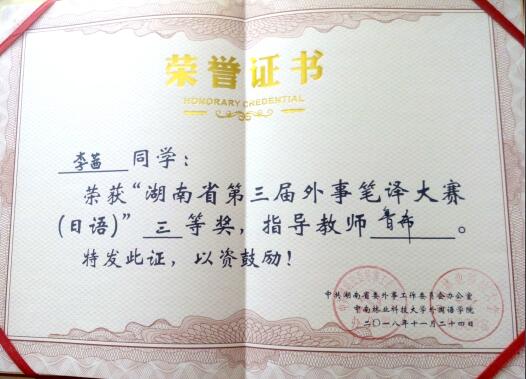 荣誉证书
HONORARY CREDENTIAL
李茜 同学：
荣获“湖南省第三届外事笔译大赛
(日语)” 三 等奖，指导教师 鲁布 。
特发此证，以资鼓励！
中共湖南省委外事工作委员会办公室
中南林业科技大学外国语学院
二〇一八年十一月二十四日